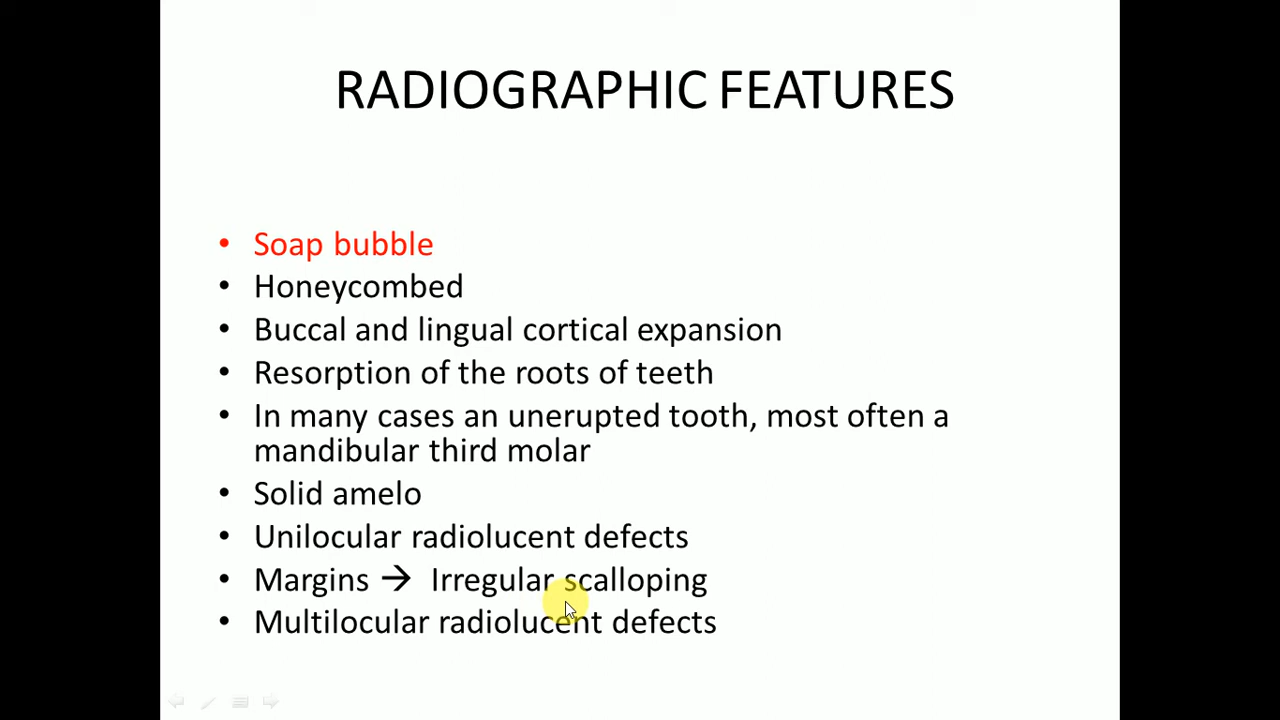 RADIOGRAPHIC FEATURES
• Soap bubble
• Honeycombed
• Buccal and lingual cortical expansion
• Resorption of the roots of teeth
• In many cases an unerupted tooth, most often a
mandibular third molar
• Solid amelo
• Unilocular radiolucent defects
• Margins → Irregular scalloping
• Multilocular radiolucent defects